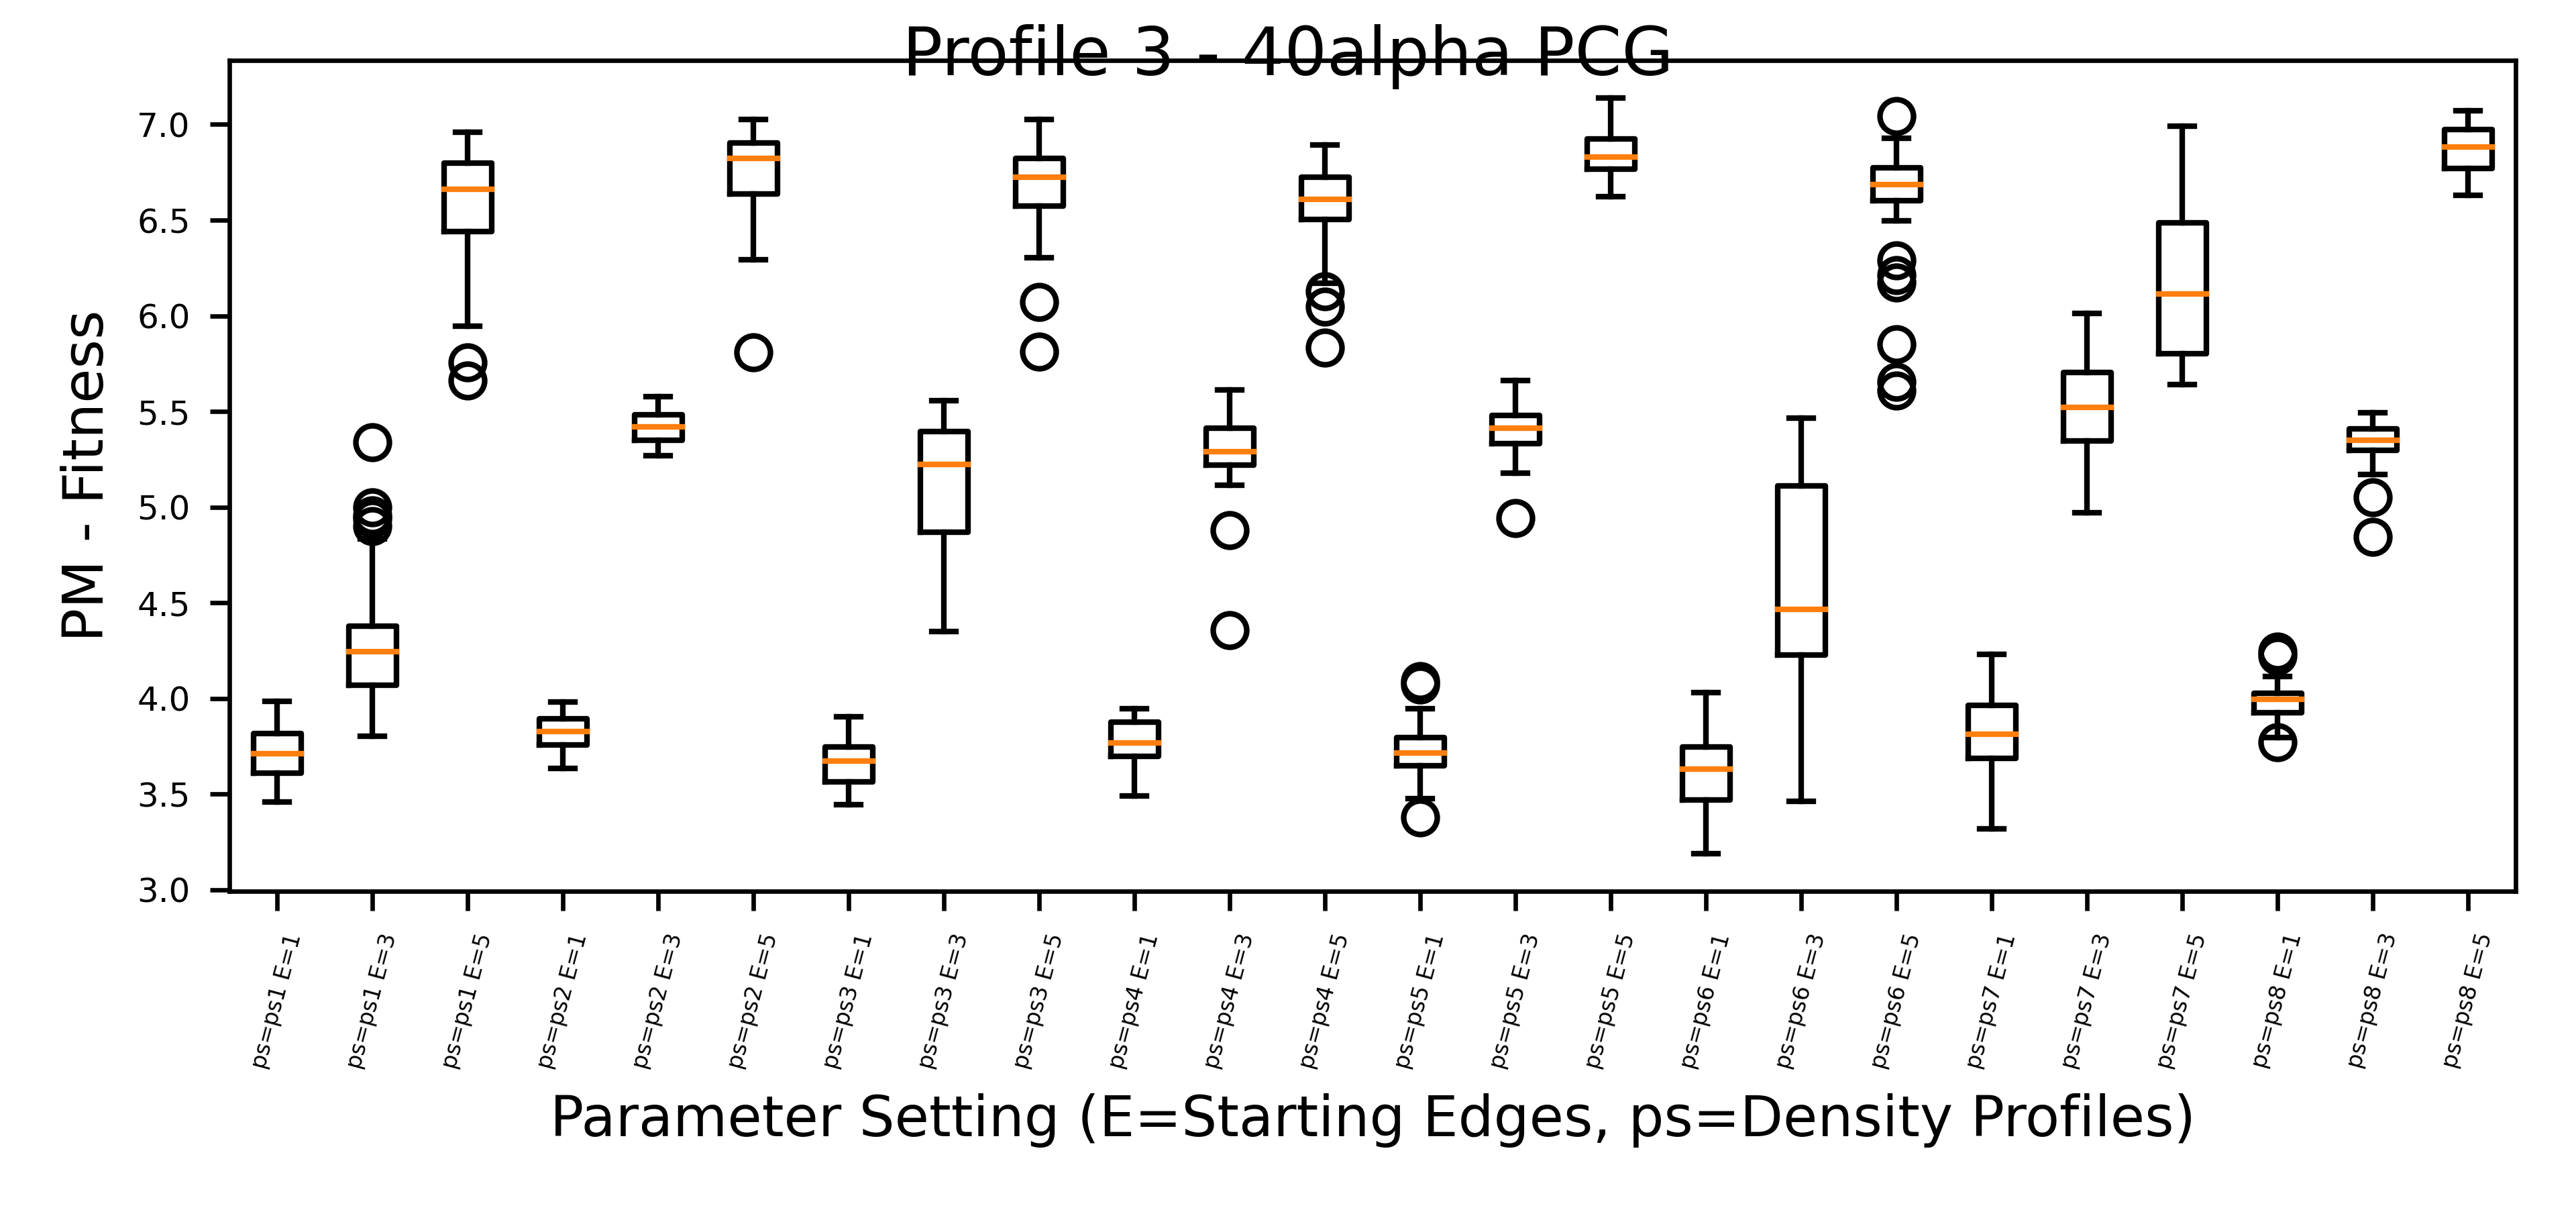 Profile 3 - 40alpha PCG
PM - Fitness
7.0
6.5
6.0
5.5
5.0
4.5
4.0
3.5
3.0
ps=ps1 E=1
ps=ps1 E=3
ps=ps1 E=5
ps=ps2 E=1
ps=ps2 E=3
ps=ps2 E=5
ps=ps3 E=1
ps=ps3 E=3
ps=ps3 E=5
ps=ps4 E=1
ps=ps4 E=3
ps=ps4 E=5
ps=ps5 E=1
ps=ps5 E=3
ps=ps5 E=5
ps=ps6 E=1
ps=ps6 E=3
ps=ps6 E=5
ps=ps7 E=1
ps=ps7 E=3
ps=ps7 E=5
ps=ps8 E=1
ps=ps8 E=3
ps=ps8 E=5
Parameter Setting (E=Starting Edges, ps=Density Profiles)